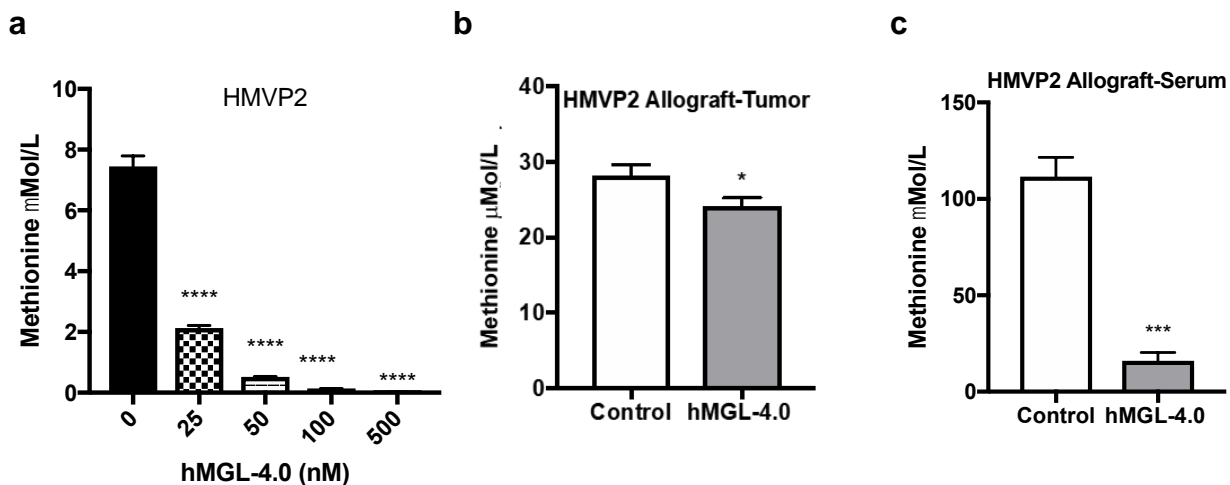 a
HMVP2
Methionine mMol/L
10
8
6
4
2
0
****
****
****
****
0
25
50
100
500
hMGL-4.0 (nM)
b
HMVP2 Allograft-Tumor
Methionine μMol/L
40
30
20
10
0
*
Control hMGL-4.0
c
HMVP2 Allograft-Serum
Methionine mMol/L
150
100
50
0
***
Control hMGL-4.0